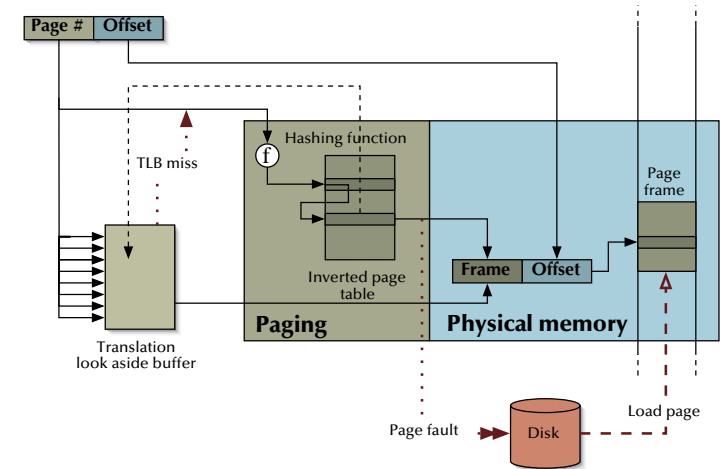 Page # Offset
Hashing function
f
TLB miss
Page
frame
Frame Offset
Inverted page
table
Paging
Physical memory
Translation
look aside buffer
Load page
Page fault
Disk